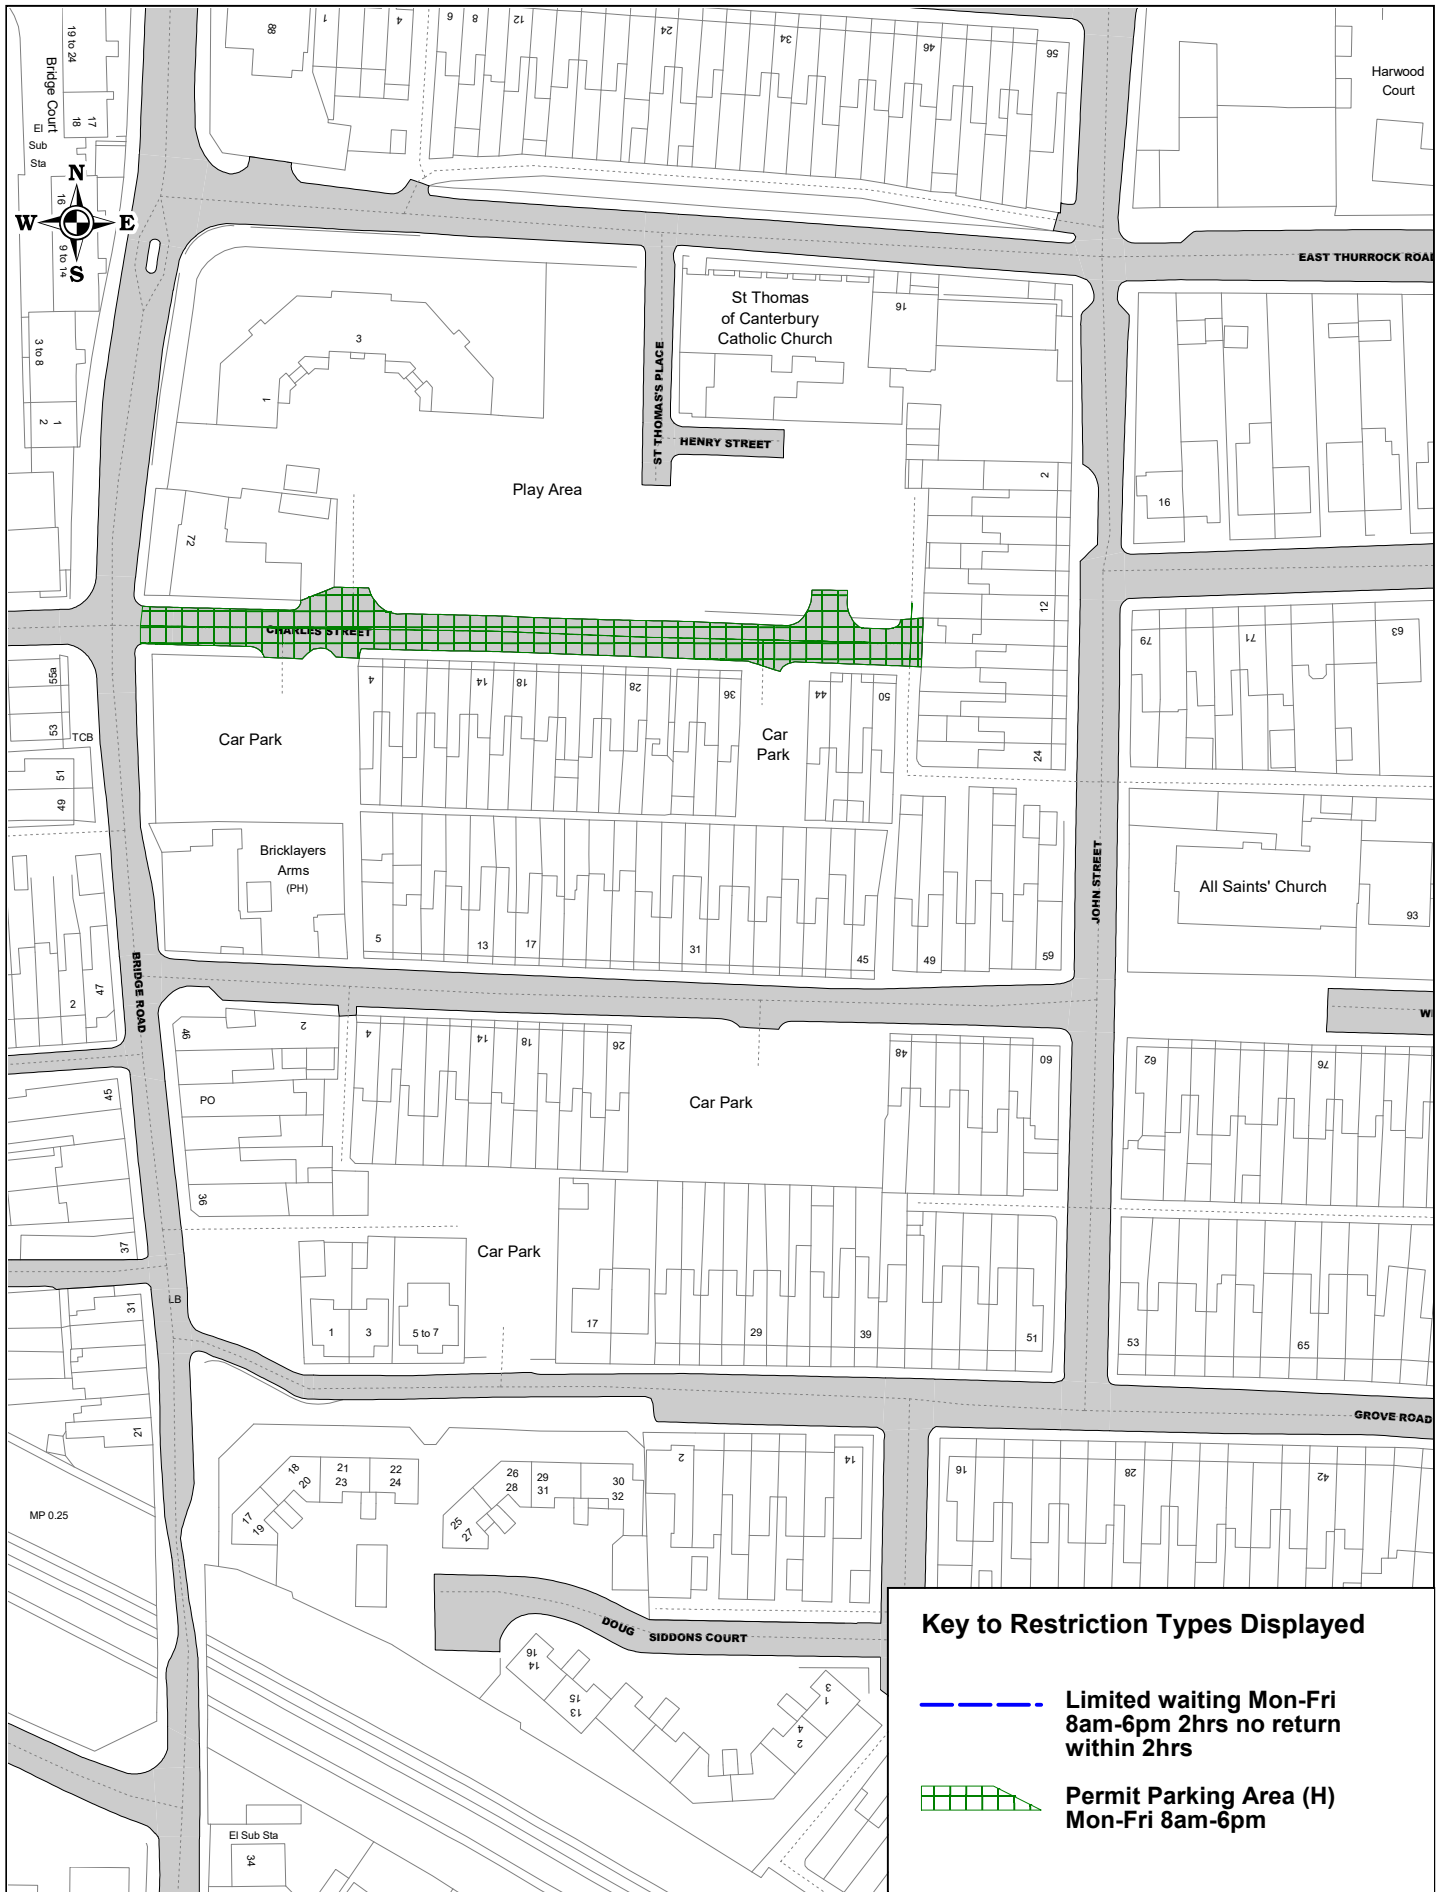 19 to 24
Bridge Court
17
18
El
Sub
Sta
N
W
E
S
16
9 to 14
3 to 8
1
2
88
1
4
6
8
12
24
34
46
56
Harwood
Court
EAST THURROCK ROAD
St Thomas
of Canterbury
Catholic Church
16
3
1
ST THOMAS'S PLACE
HENRY STREET
Play Area
72
2
12
24
16
CHARLES STREET
4
14
18
28
36
44
50
Car Park
Car
Park
55a
53
TCB
51
49
79
71
63
Bricklayers
Arms
(PH)
5
13
17
31
45
49
59
JOHN STREET
All Saints' Church
93
BRIDGE ROAD
2
47
46
2
4
14
18
26
48
60
62
76
WI
PO
Car Park
36
45
37
Car Park
LB
31
21
1
3
5 to 7
17
29
39
51
53
65
GROVE ROAD
MP 0.25
18
20
21
23
22
24
17
19
26
28
29
31
30
32
25
27
2
14
16
28
42
DOUG SIDDONS COURT
16
14
15
13
3
1
4
2
El Sub Sta
34
Key to Restriction Types Displayed
Limited waiting Mon-Fri
8am-6pm 2hrs no return
within 2hrs
Permit Parking Area (H)
Mon-Fri 8am-6pm